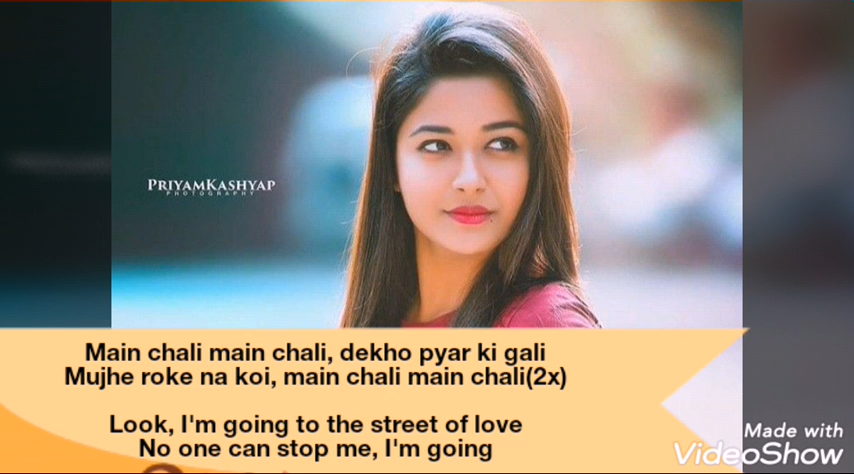 PRIYAMKASHYAP
PHOTOGRAPHY
Main chali main chali, dekho pyar ki gali
Mujhe roke na koi, main chali main chali(2x)
Look, I'm going to the street of love
No one can stop me, I'm going
Made with
VideoShow